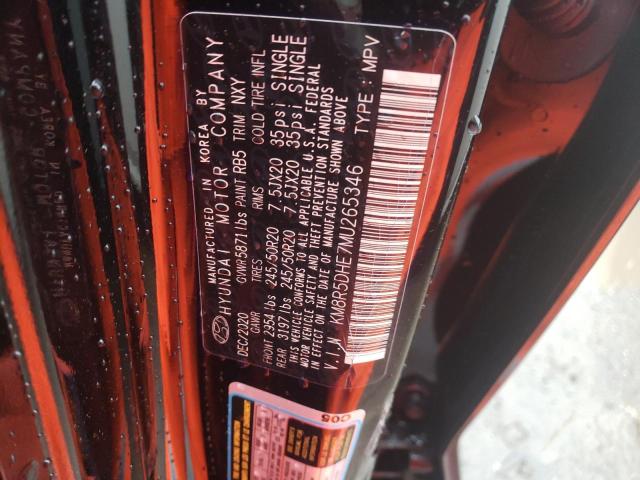 MANUFACTURED IN KOREA BY
HYUNDAI MOTOR COMPANY
DEC/2020 GVWR 5871 lbs PAINT RB5 TRIM NXY
GAWR TIRES RIMS COLD TIRE INFL
FRONT 2954 lbs 245/50R20 7.5JX20 35psi SINGLE
REAR 3197 lbs 245/50R20 7.5JX20 35psi SINGLE
THIS VEHICLE CONFORMS TO ALL APPLICABLE U.S.A. FEDERAL
MOTOR VEHICLE SAFETY AND THEFT PREVENTION STANDARDS
IN EFFECT ON THE DATE OF MANUFACTURE SHOWN ABOVE
V.I.N KM8R5DHE7MU265346 TYPE : MPV
C05